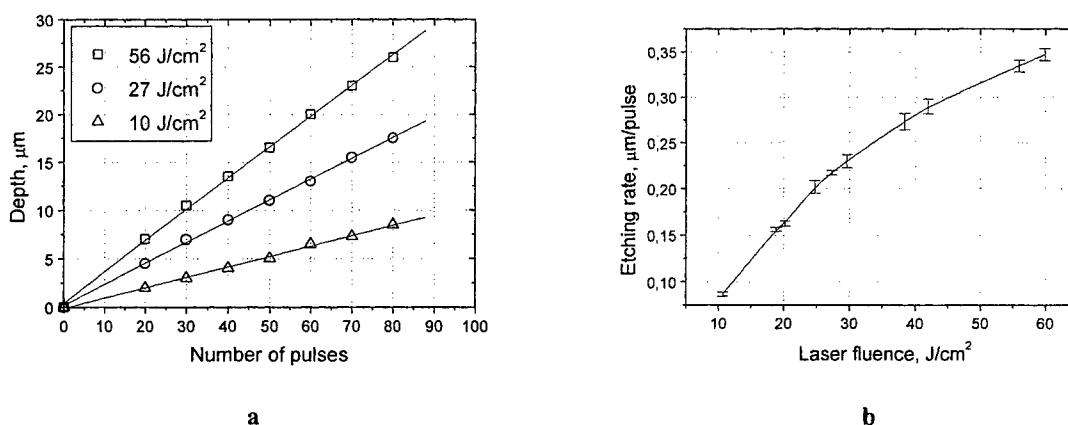 30
25
20
15
10
5
0
Depth, μm
56 J/cm²
27 J/cm²
10 J/cm²
0 10 20 30 40 50 60 70 80 90 100
Number of pulses
a
0,35
0,30
0,25
0,20
0,15
0,10
Etching rate, μm/pulse
10 20 30 40 50 60
Laser fluence, J/cm²
b